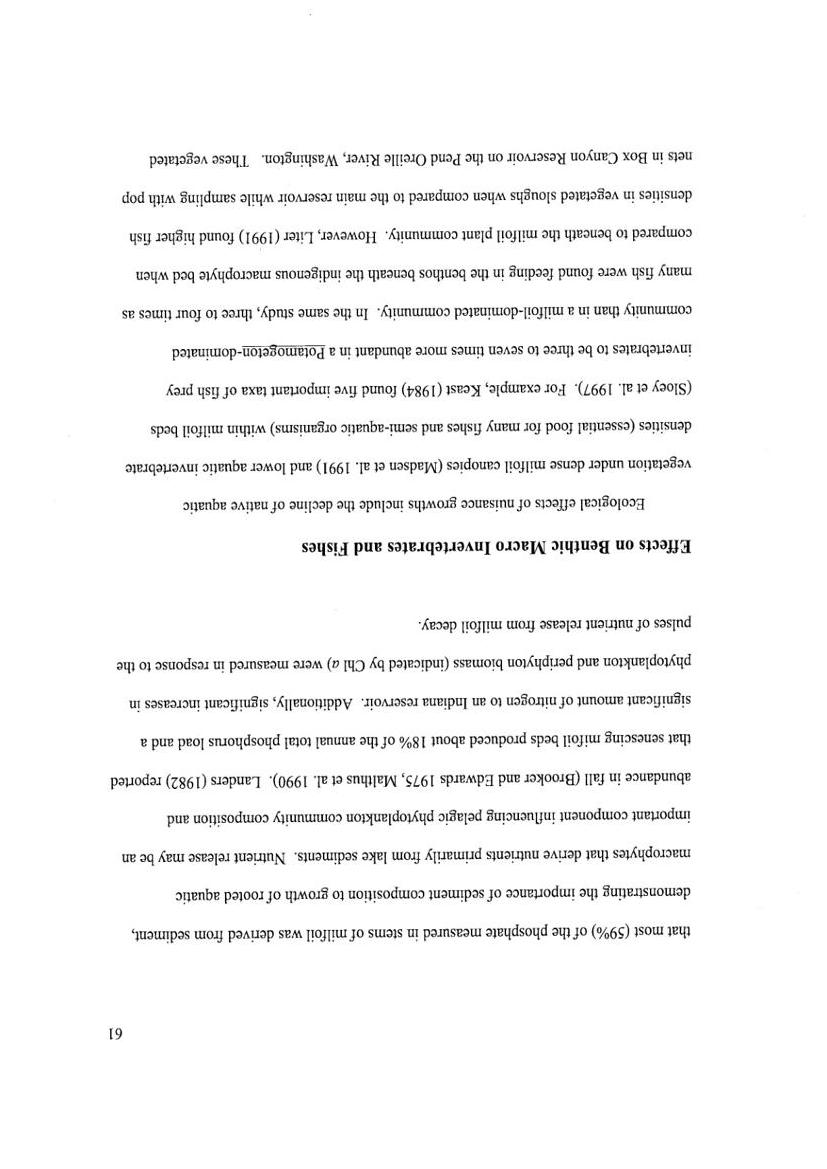 19
that most (59%) of the phosphate measured in stems of milfoil was derived from sediment,
demonstrating the importance of sediment composition to growth of rooted aquatic
macrophytes that derive nutrients primarily from lake sediments. Nutrient release may be an
important component influencing pelagic phytoplankton community composition and
abundance in fall (Brooker and Edwards 1975, Malthus et al. 1990). Landers (1982) reported
that senescing mifoil beds produced about 18% of the annual total phosphorus load and a
significant amount of nitrogen to an Indiana reservoir. Additionally, significant increases in
phytoplankton and periphyton biomass (indicated by Chl a) were measured in response to the
pulses of nutrient release from milfoil decay.
Effects on Benthic Macro Invertebrates and Fishes
Ecological effects of nuisance growths include the decline of native aquatic
vegetation under dense milfoil canopies (Madsen et al. 1991) and lower aquatic invertebrate
densities (essential food for many fishes and semi-aquatic organisms) within milfoil beds
(Sloey et al. 1997). For example, Keast (1984) found five important taxa of fish prey
invertebrates to be three to seven times more abundant in a Potamogeton-dominated
community than in a milfoil-dominated community. In the same study, three to four times as
many fish were found feeding in the benthos beneath the indigenous macrophyte bed when
compared to beneath the milfoil plant community. However, Liter (1991) found higher fish
densities in vegetated sloughs when compared to the main reservoir while sampling with pop
nets in Box Canyon Reservoir on the Pend Oreille River, Washington. These vegetated